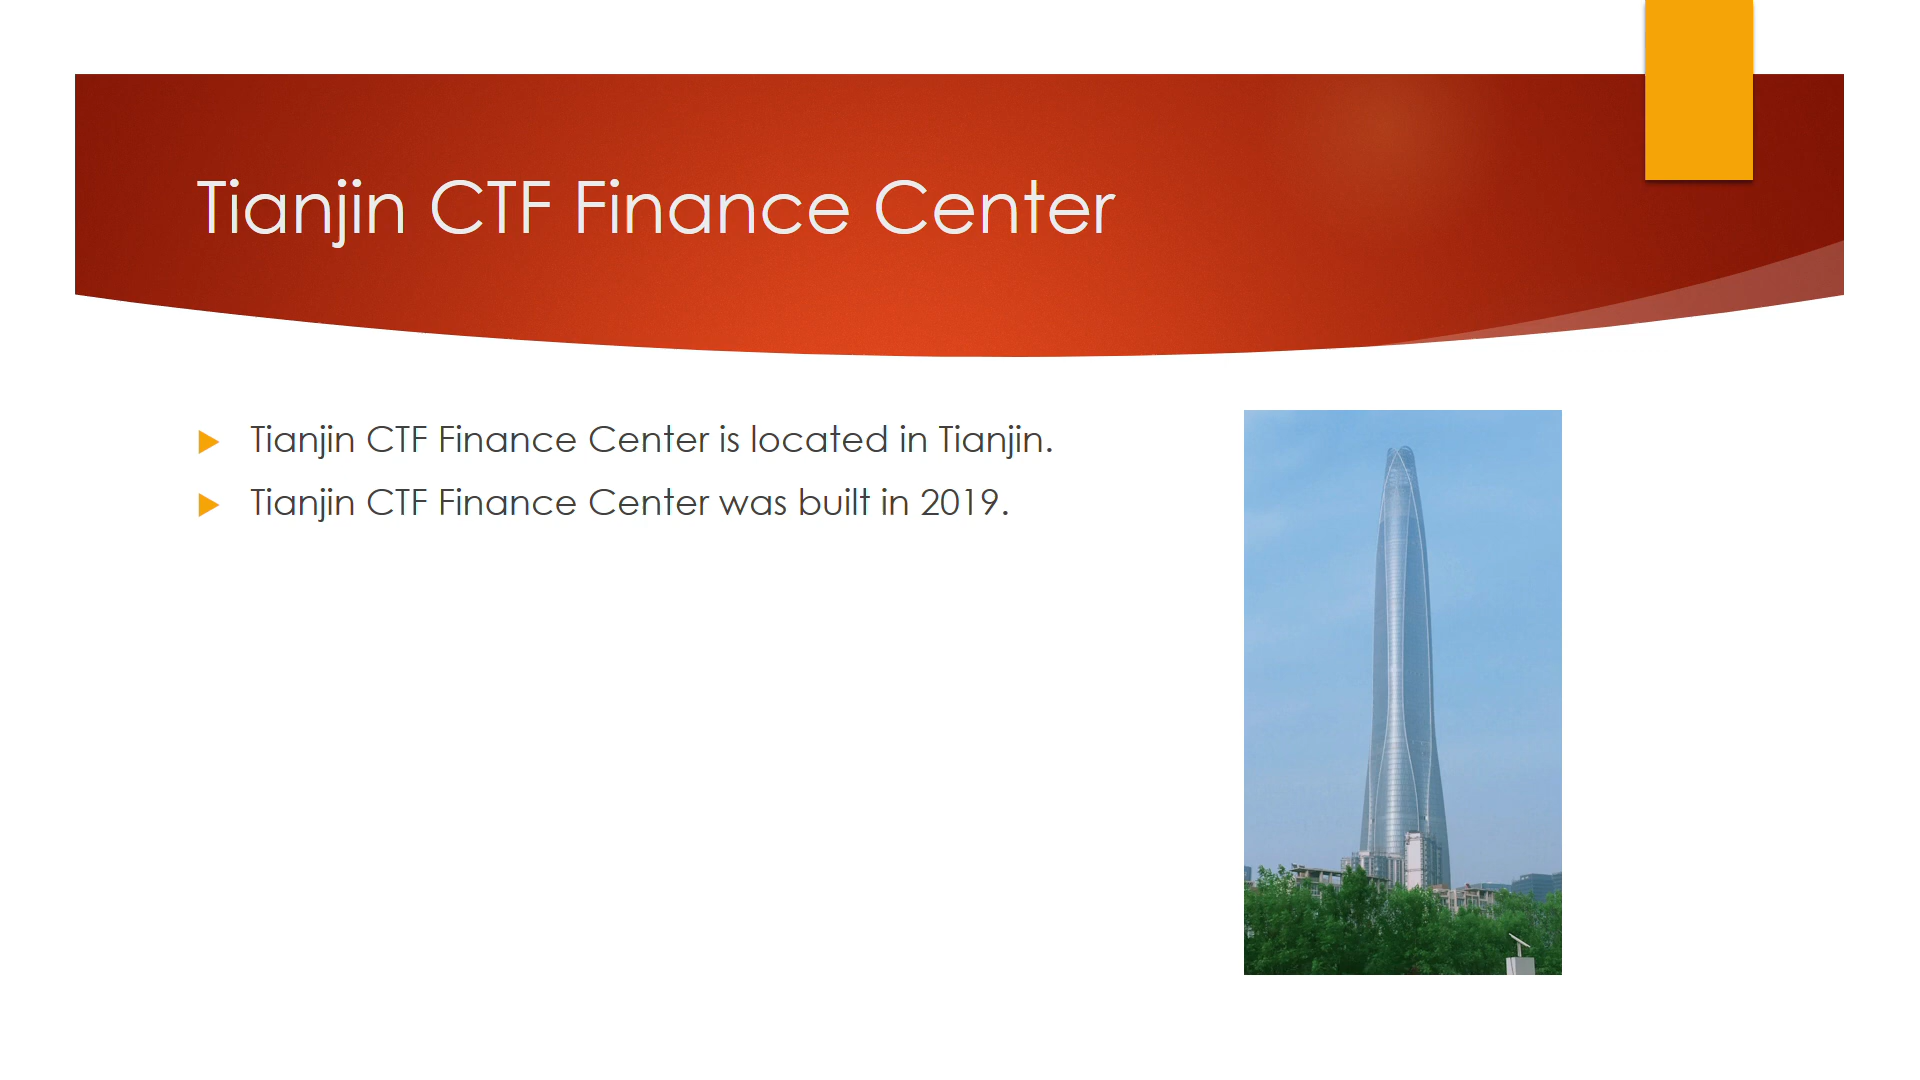 Tianjin CTF Finance Center
Tianjin CTF Finance Center is located in Tianjin.
Tianjin CTF Finance Center was built in 2019.